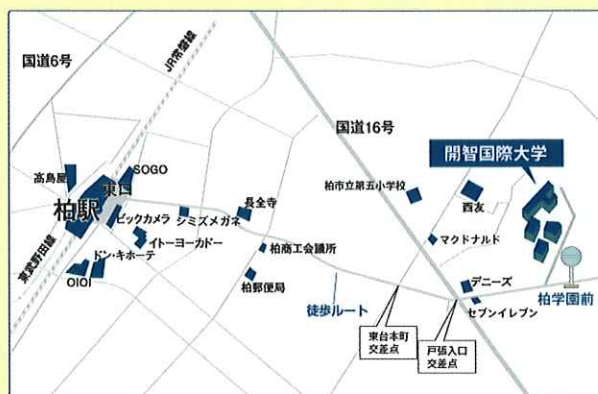 国道6号
JR常磐線
国道16号
開智国際大学
高島屋
SOGO
東口
柏駅
ビックカメラ
シミズメガネ
長全寺
柏市立第五小学校
西友
イトーヨーカドー
柏商工会議所
マクドナルド
東武野田線
ドン・キホーテ
OIOI
柏郵便局
徒歩ルート
デニーズ
セブンイレブン
柏学園前
東台本町
交差点
戸張入口
交差点